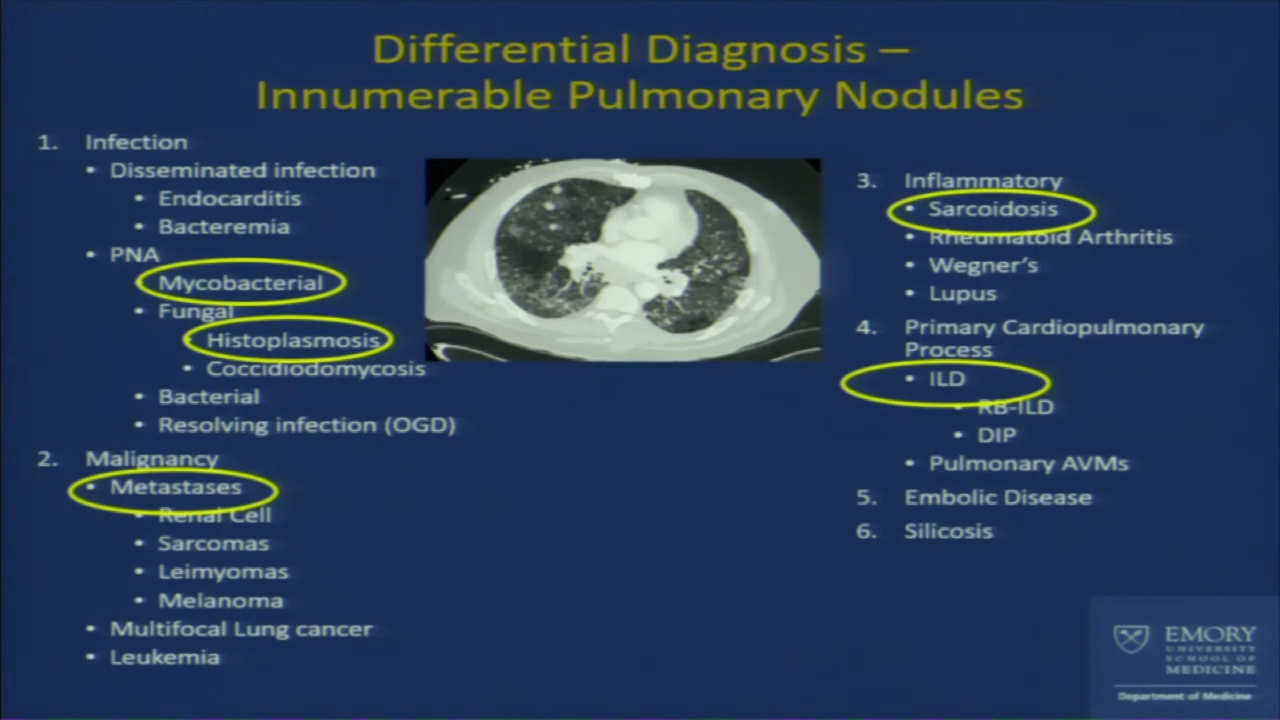 Differential Diagnosis –
Innumerable Pulmonary Nodules
1. Infection
• Disseminated infection
• Endocarditis
• Bacteremia
• PNA
• Mycobacterial
• Fungal
• Histoplasmosis
• Coccidiodomycosis
• Bacterial
• Resolving infection (OGD)
2. Malignancy
• Metastases
• Renal Cell
• Sarcomas
• Leimyomas
• Melanoma
• Multifocal Lung cancer
• Leukemia
3. Inflammatory
• Sarcoidosis
• Rheumatoid Arthritis
• Wegner's
• Lupus
4. Primary Cardiopulmonary
Process
• ILD
• RB-ILD
• DIP
• Pulmonary AVMs
5. Embolic Disease
6. Silicosis
EMORY
UNIVERSITY
SCHOOL OF
MEDICINE
Department of Medicine